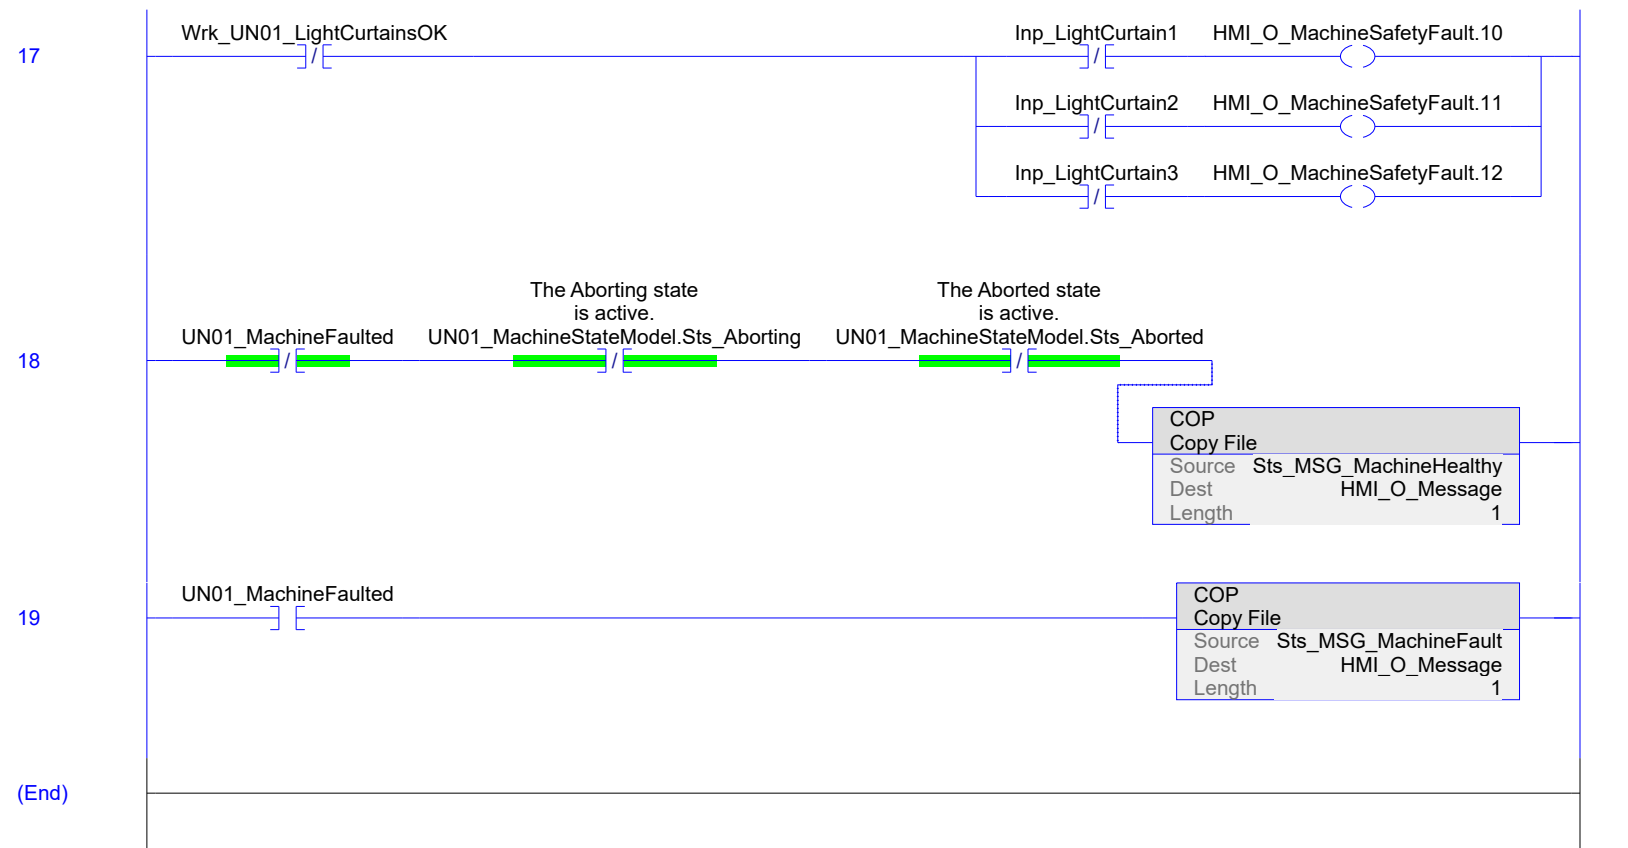 17
Wrk_UN01_LightCurtainsOK
Inp_LightCurtain1 HMI_O_MachineSafetyFault.10
Inp_LightCurtain2 HMI_O_MachineSafetyFault.11
Inp_LightCurtain3 HMI_O_MachineSafetyFault.12
18
UN01_MachineFaulted
The Aborting state
is active.
UN01_MachineStateModel.Sts_Aborting
The Aborted state
is active.
UN01_MachineStateModel.Sts_Aborted
COP
Copy File
Source Sts_MSG_MachineHealthy
Dest HMI_O_Message
Length 1
19
UN01_MachineFaulted
COP
Copy File
Source Sts_MSG_MachineFault
Dest HMI_O_Message
Length 1
(End)